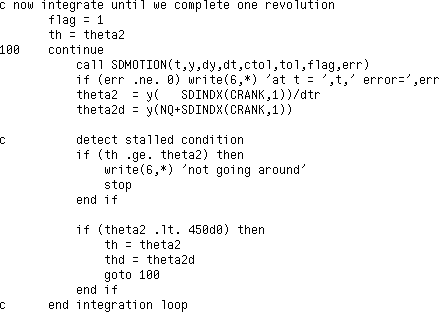 c now integrate until we complete one revolution
flag = 1
th = theta2
100 continue
call SDMOTION(t,y,dy,dt,ctol,tol,flag,err)
if (err .ne. 0) write(6,*) 'at t = ',t,' error=',err
theta2 = y( SDINDX(CRANK,1))/dtr
theta2d = y(NQ+SDINDX(CRANK,1))
c detect stalled condition
if (th .ge. theta2) then
write(6,*) 'not going around'
stop
end if
if (theta2 .lt. 450d0) then
th = theta2
thd = theta2d
goto 100
end if
c end integration loop